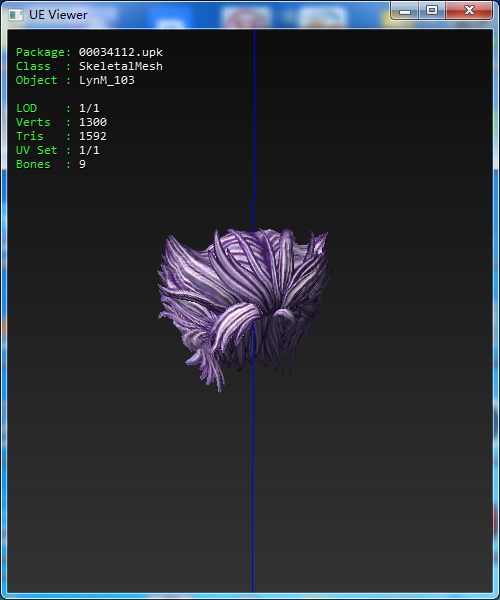 UE Viewer
Package: 00034112.upk
Class  : SkeletalMesh
Object : LynM_103
LOD    : 1/1
Verts  : 1300
Tris   : 1592
UV Set : 1/1
Bones  : 9